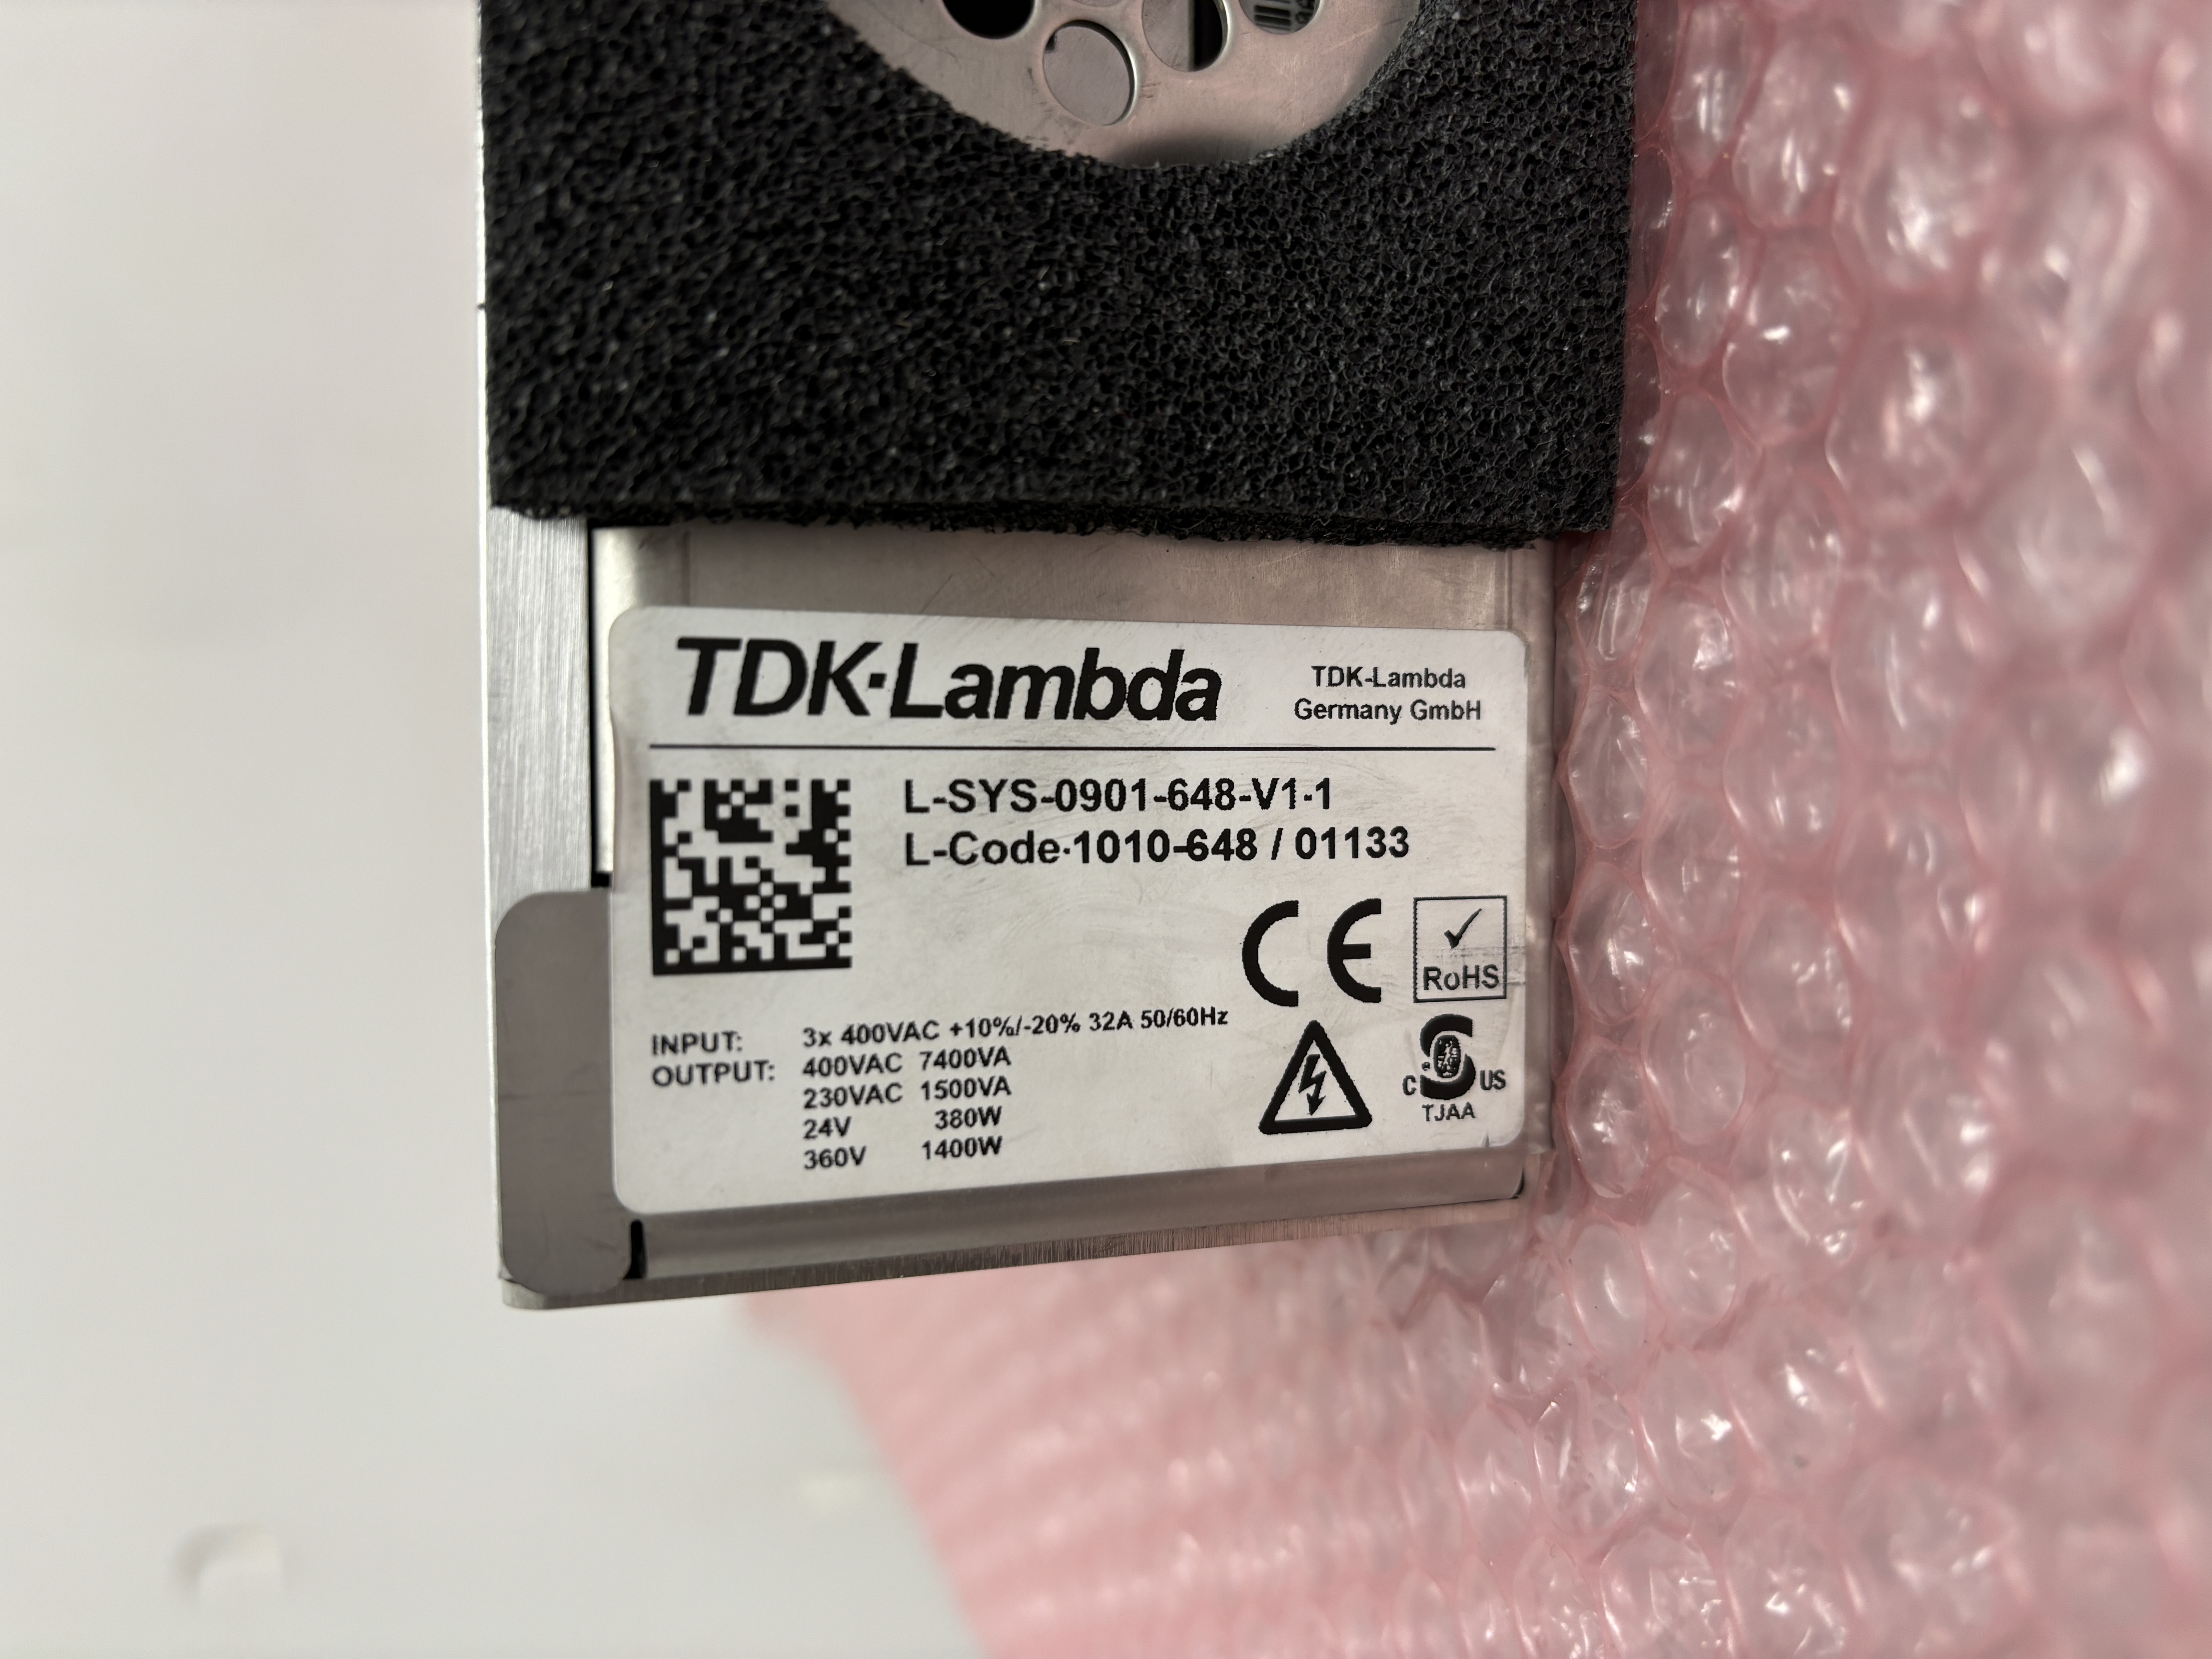 TDK·Lambda
TDK-Lambda
Germany GmbH
L-SYS-0901-648-V1-1
L-Code·1010-648 / 01133
CE
RoHS
INPUT: 3x 400VAC +10%/-20% 32A 50/60Hz
OUTPUT: 400VAC 7400VA
230VAC 1500VA
24V 380W
360V 1400W
C US
TJAA